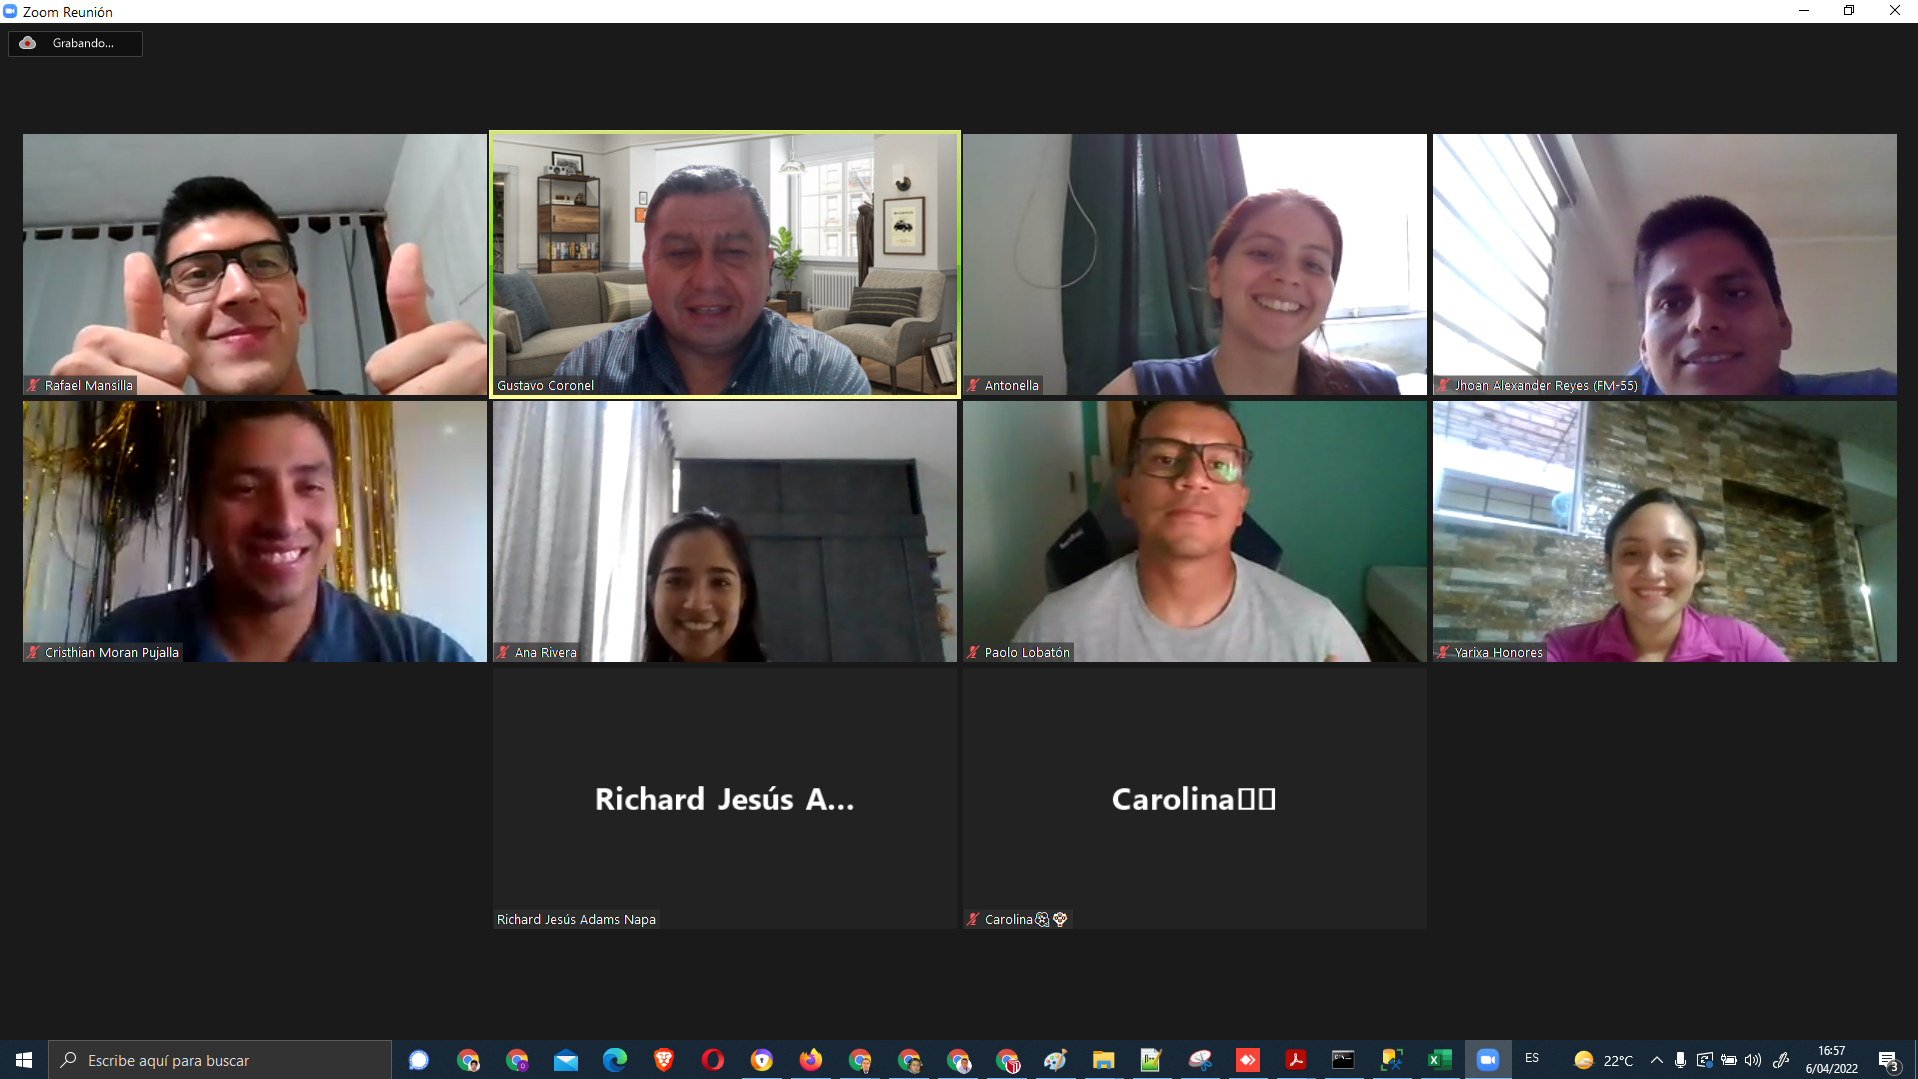 Zoom Reunión
Grabando...
Rafael Mansilla
Gustavo Coronel
Antonella
Jhoan Alexander Reyes (FM-55)
Cristhian Moran Pujalla
Ana Rivera
Paolo Lobatón
Yarixa Honores
Richard Jesús A...
Carolina
Richard Jesús Adams Napa
Carolina
Escribe aquí para buscar
ES
22°C
16:57
6/04/2022
3